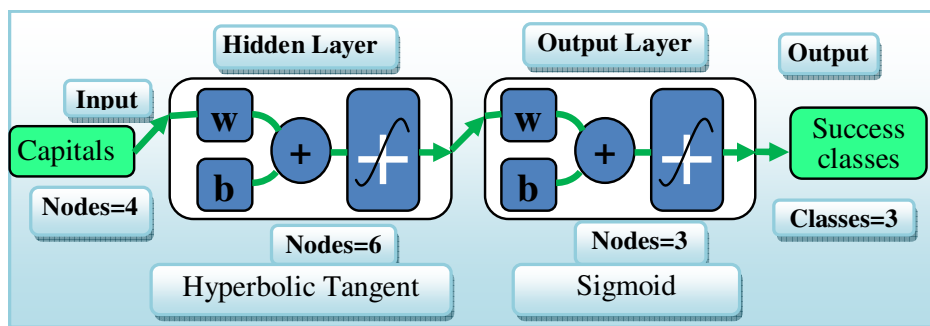 Hidden Layer
Output Layer
Output
Input
Capitals
w
b
+
w
b
+
Success
classes
Nodes=4
Nodes=6
Nodes=3
Classes=3
Hyperbolic Tangent
Sigmoid